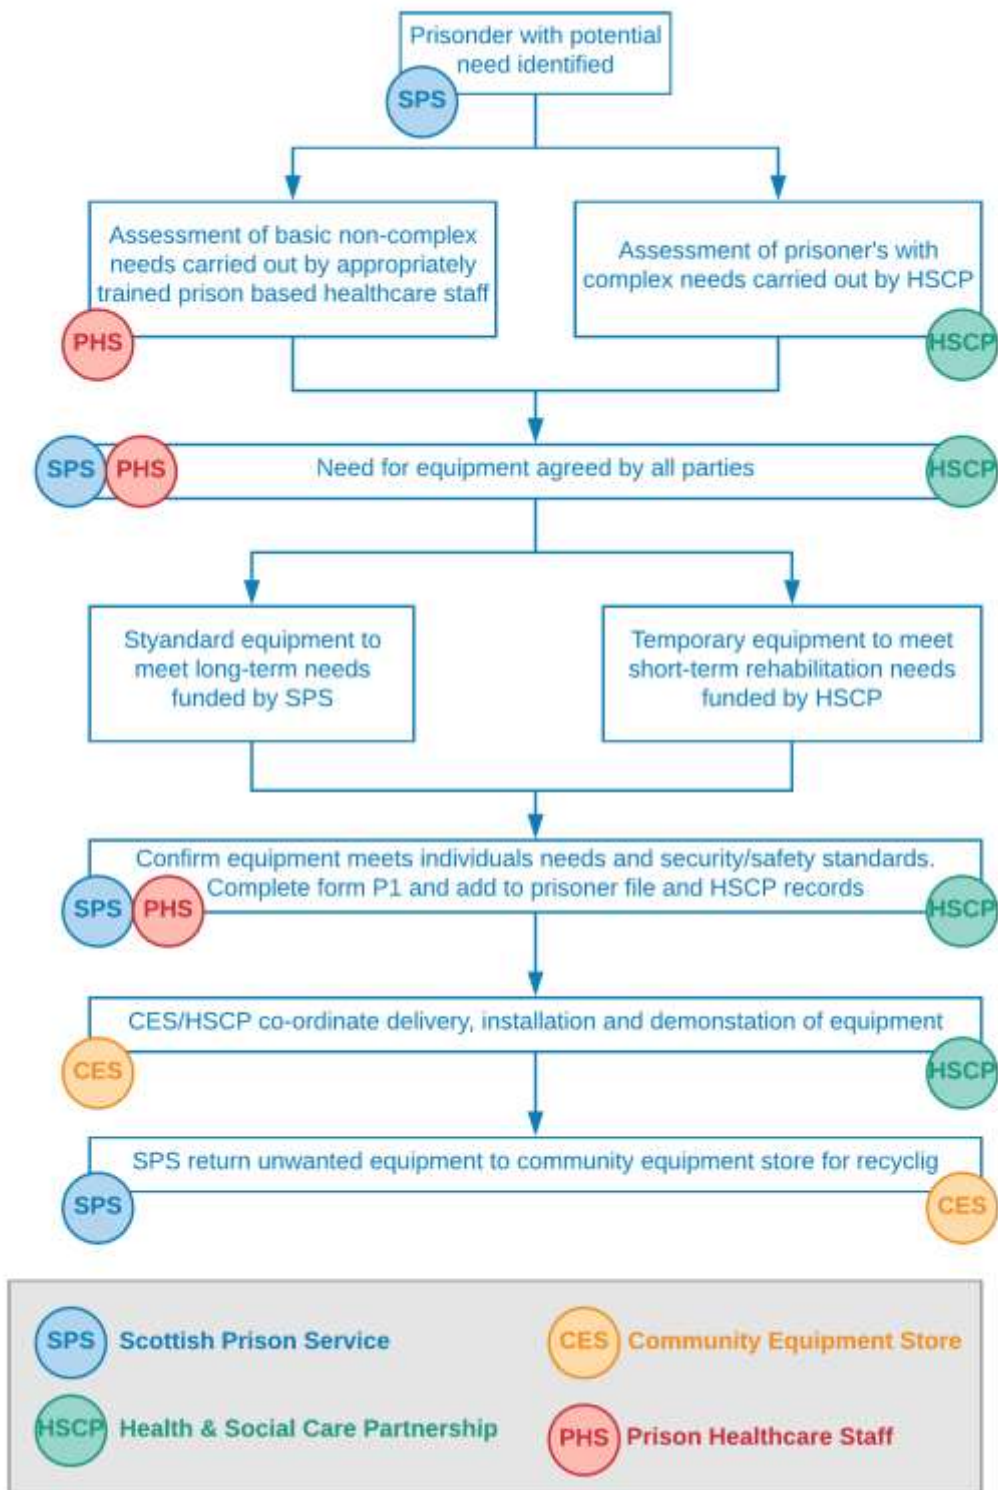 Prisonder with potential
need identified
SPS
Assessment of basic non-complex
needs carried out by appropriately
trained prison based healthcare staff
PHS
Assessment of prisoner's with
complex needs carried out by HSCP
HSCP
SPS PHS Need for equipment agreed by all parties HSCP
Styandard equipment to
meet long-term needs
funded by SPS
Temporary equipment to meet
short-term rehabilitation needs
funded by HSCP
Confirm equipment meets individuals needs and security/safety standards.
Complete form P1 and add to prisoner file and HSCP records
SPS PHS HSCP
CES/HSCP co-ordinate delivery, installation and demonstation of equipment
CES HSCP
SPS return unwanted equipment to community equipment store for recyclig
SPS CES
SPS Scottish Prison Service
CES Community Equipment Store
HSCP Health & Social Care Partnership
PHS Prison Healthcare Staff